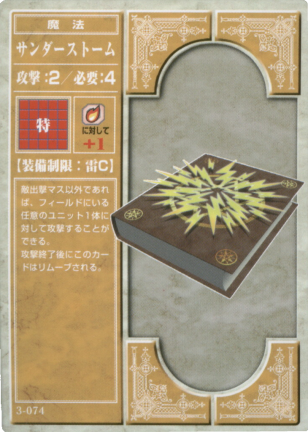 魔法
サンダーストーム
攻撃:2/必要:4
特
に対して
+1
【装備制限:雷C】
敵出撃マス以外であれ
ば、フィールドにいる
任意のユニット1体に
対して攻撃することが
できる。
攻撃終了後にこのカー
ドはリムーブされる。
3-074